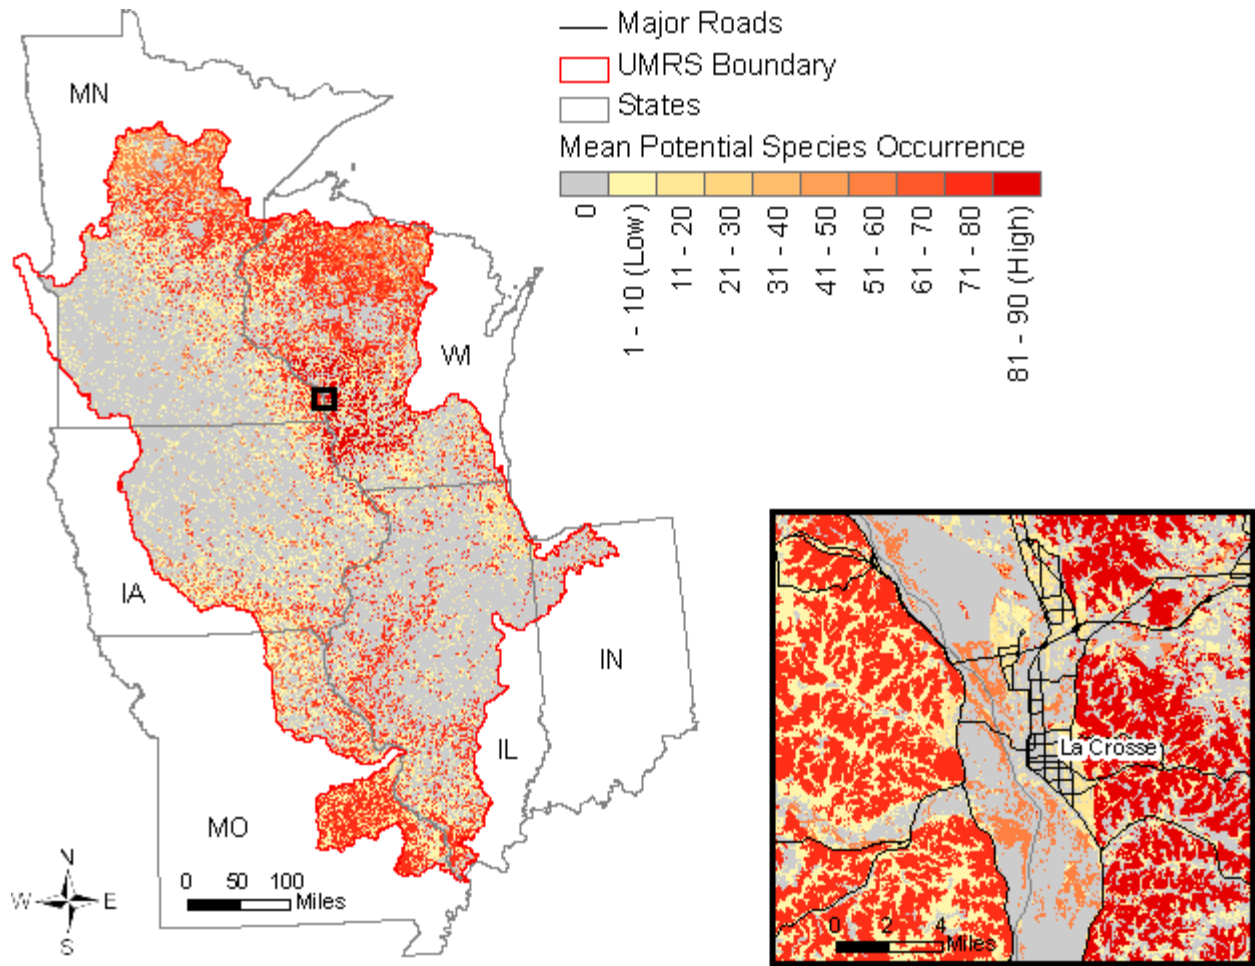 Major Roads
UMRS Boundary
States
Mean Potential Species Occurrence
0
1 - 10 (Low)
11 - 20
21 - 30
31 - 40
41 - 50
51 - 60
61 - 70
71 - 80
81 - 90 (High)
MN
WI
IA
IN
IL
MO
N
W E
S
0 50 100
Miles
La Crosse
0 2 4
Miles